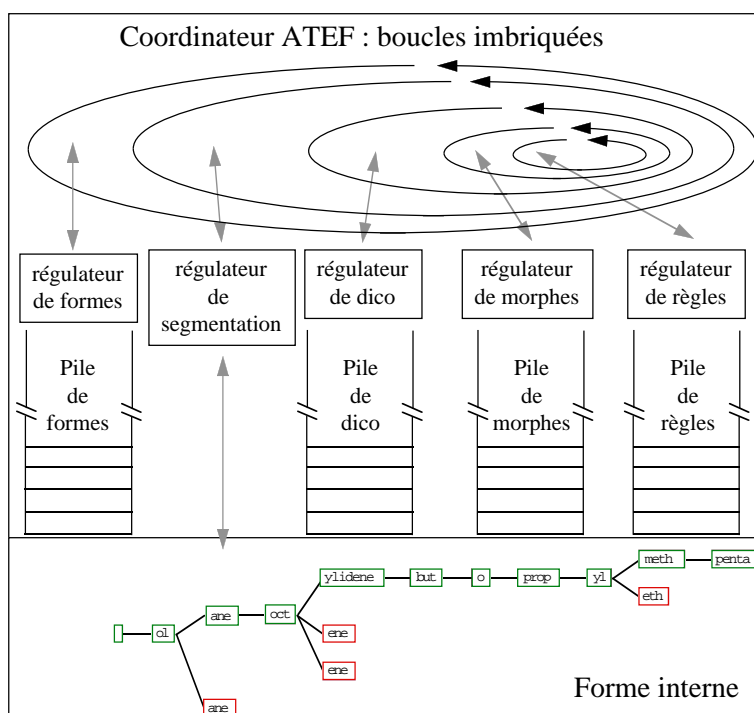 Coordinateur ATEF : boucles imbriquées
régulateur
de formes
régulateur
de
segmentation
régulateur
de dico
régulateur
de morphes
régulateur
de règles
Pile
de
formes
Pile
de
dico
Pile
de
morphes
Pile
de
règles
ol
ane
oct
ylidene
but
o
prop
yl
meth
penta
eth
ene
ene
ane
Forme interne